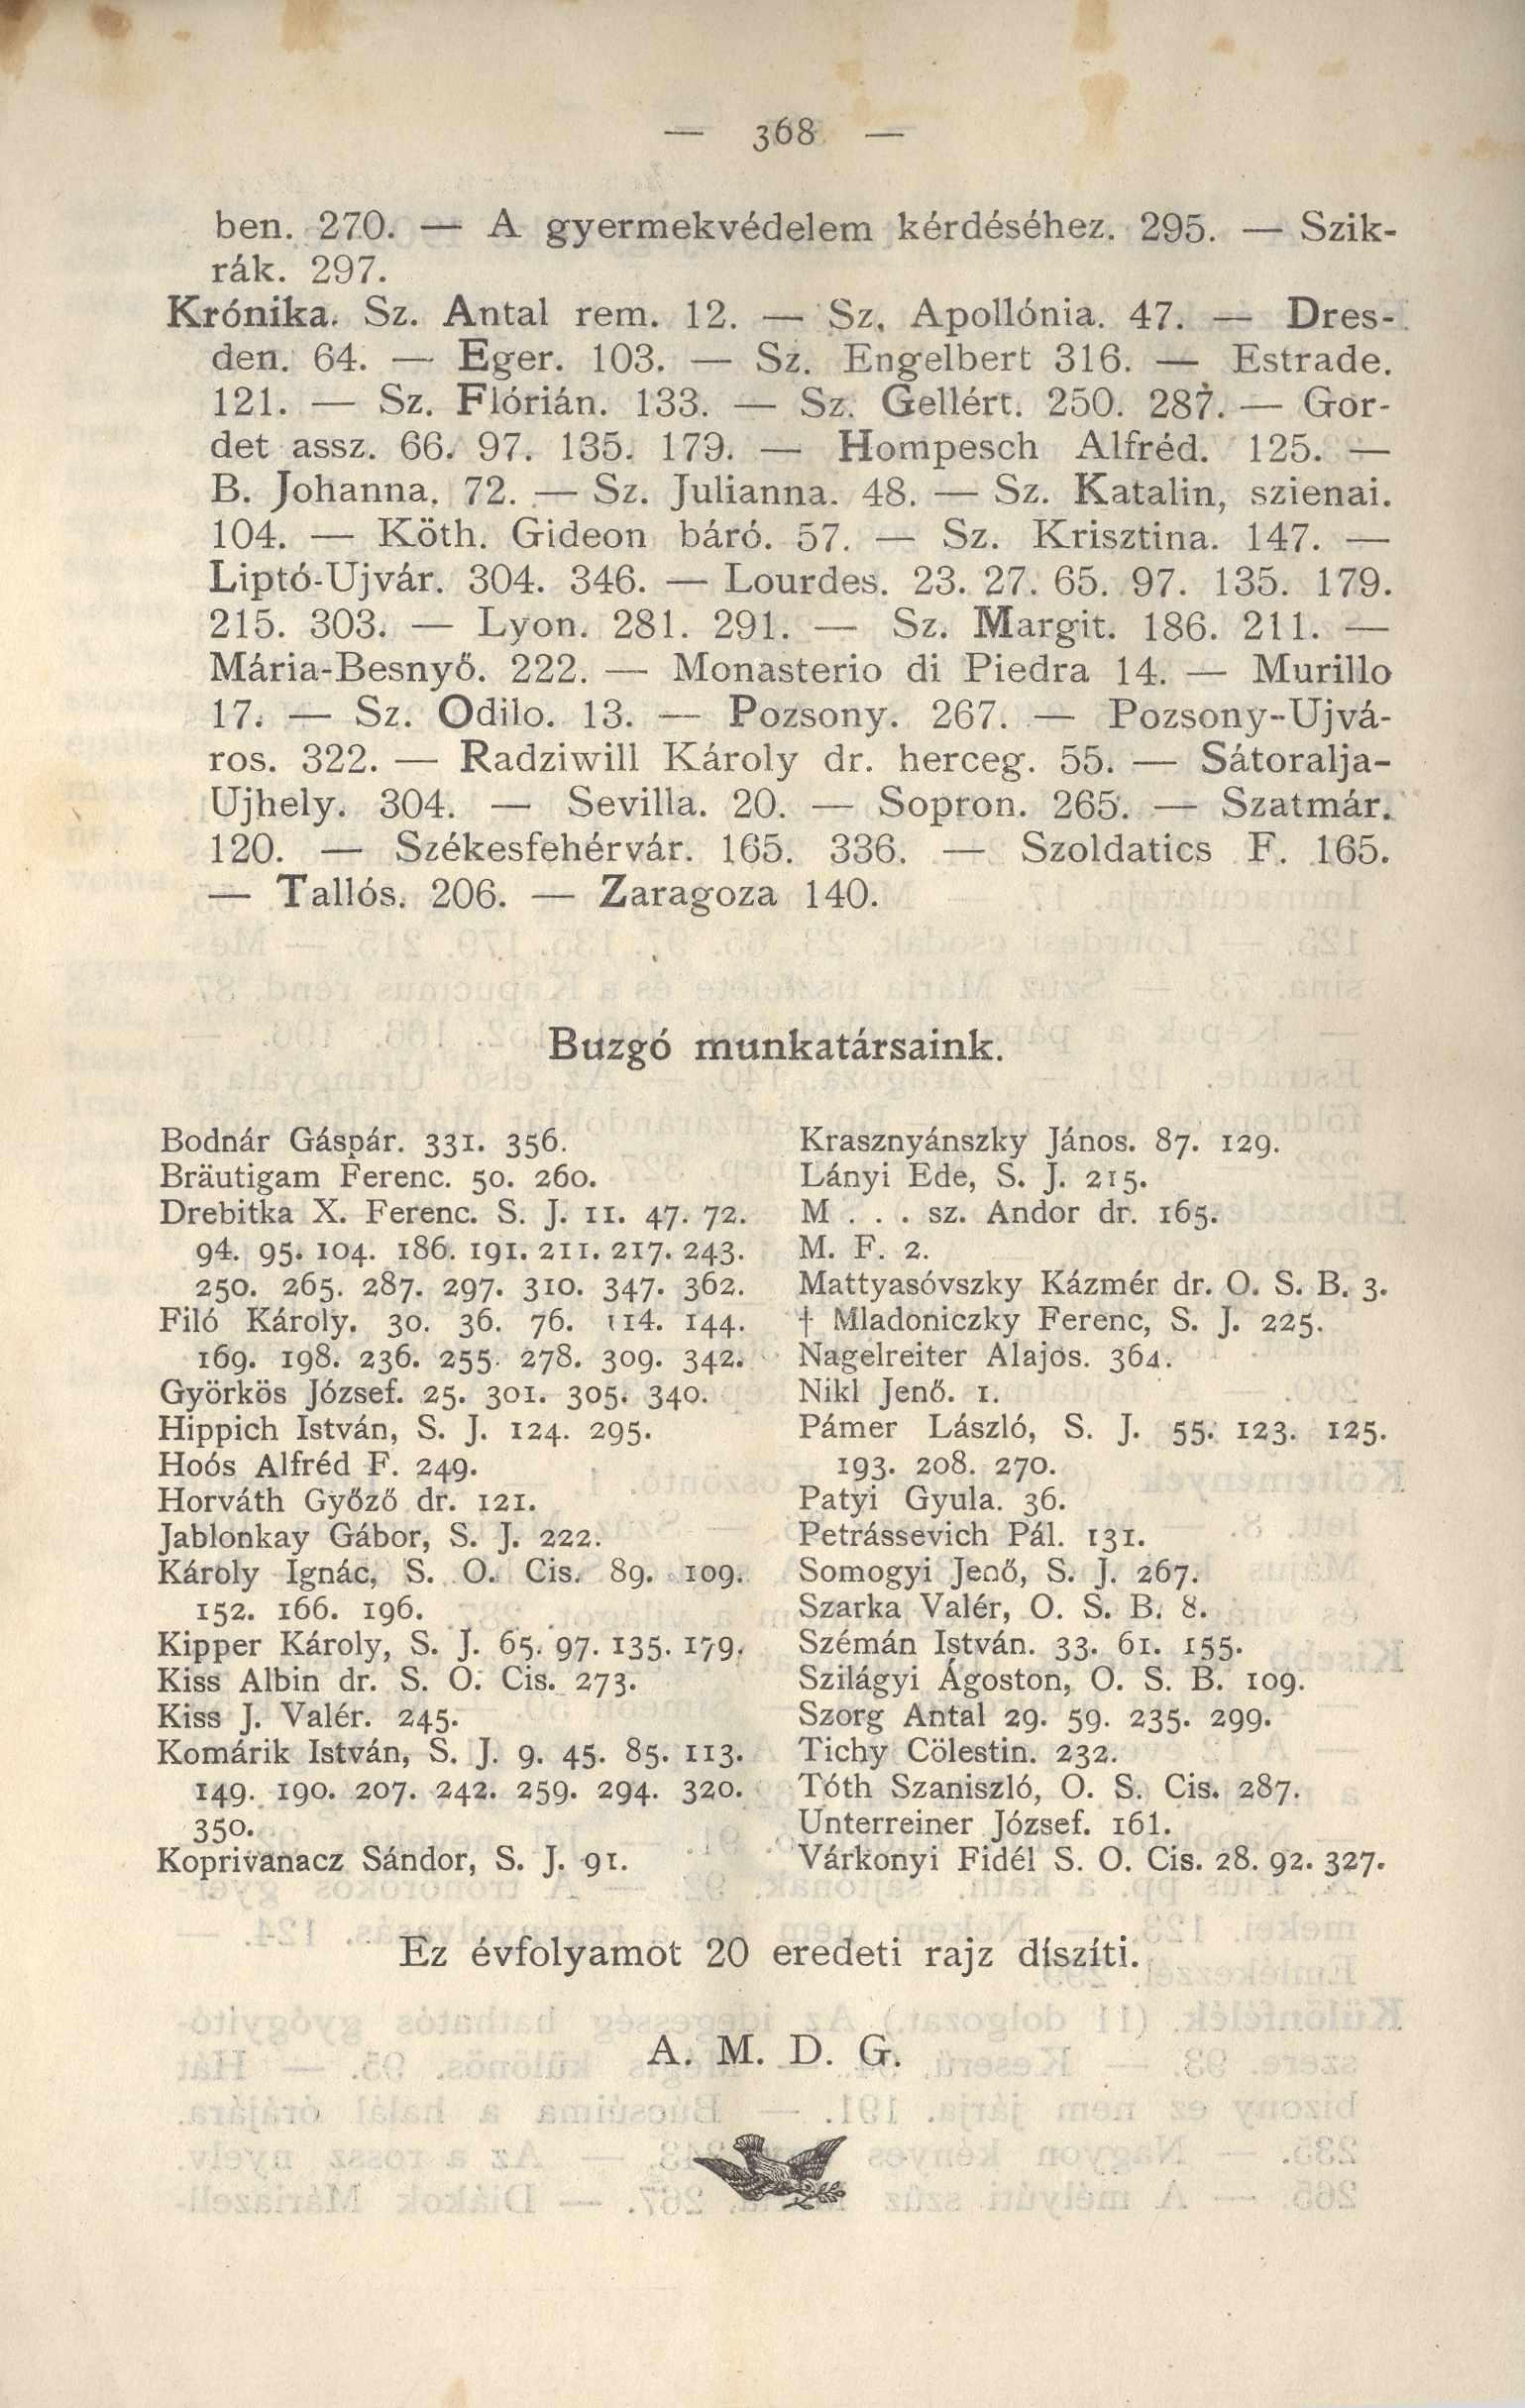 — 368 —
ben. 270. — A gyermekvédelem kérdéséhez. 295. — Szik-
rák. 297.
Krónika. Sz. Antal rem. 12. — Sz. Apollónia. 47. — Dres-
den. 64. — Eger. 103. — Sz. Engelbert 316. — Estrade.
121. — Sz. Flórián. 133. — Sz. Gellért. 250. 287. — Gor-
det assz. 66. 97. 135. 179. — Hompesch Alfréd. 125. —
B. Johanna. 72. — Sz. Julianna. 48. — Sz. Katalin, szienai.
104. — Köth. Gideon báró. 57. — Sz. Krisztina. 147. —
Liptó-Ujvár. 304. 346. — Lourdes. 23. 27. 65. 97. 135. 179.
215. 303. — Lyon. 281. 291. — Sz. Margit. 186. 211. —
Mária-Besnyő. 222. — Monasterio di Piedra 14. — Murillo
17. — Sz. Odilo. 13. — Pozsony. 267. — Pozsony-Ujvá-
ros. 322. — Radziwill Károly dr. herceg. 55. — Sátoralja-
Ujhely. 304. — Sevilla. 20. — Sopron. 265. — Szatmár.
120. — Székesfehérvár. 165. 336. — Szoldatics F. 165.
— Tallós. 206. — Zaragoza 140.
Buzgó munkatársaink.
Bodnár Gáspár. 331. 356.
Bräutigam Ferenc. 50. 260.
Drebitka X. Ferenc. S. J. 11. 47. 72.
94. 95. 104. 186. 191. 211. 217. 243.
250. 265. 287. 297. 310. 347. 362.
Filó Károly. 30. 36. 76. 114. 144.
169. 198. 236. 255. 278. 309. 342.
Györkös József. 25. 301. 305. 340.
Hippich István, S. J. 124. 295.
Hoós Alfréd F. 249.
Horváth Győző dr. 121.
Jablonkay Gábor, S. J. 222.
Károly Ignác, S. O. Cis. 89. 109.
152. 166. 196.
Kipper Károly, S. J. 65. 97. 135. 179.
Kiss Albin dr. S. O. Cis. 273.
Kiss J. Valér. 245.
Komárik István, S. J. 9. 45. 85. 113.
149. 190. 207. 242. 259. 294. 320.
350.
Koprivanacz Sándor, S. J. 91.
Krasznyánszky János. 87. 129.
Lányi Ede, S. J. 215.
M . . . sz. Andor dr. 165.
M. F. 2.
Mattyasóvszky Kázmér dr. O. S. B. 3.
† Mladoniczky Ferenc, S. J. 225.
Nagelreiter Alajos. 364.
Nikl Jenő. 1.
Pámer László, S. J. 55. 123. 125.
193. 208. 270.
Patyi Gyula. 36.
Petrássevich Pál. 131.
Somogyi Jenő, S. J. 267.
Szarka Valér, O. S. B. 8.
Szémán István. 33. 61. 155.
Szilágyi Ágoston, O. S. B. 109.
Szorg Antal 29. 59. 235. 299.
Tichy Cölestin. 232.
Tóth Szaniszló, O. S. Cis. 287.
Unterreiner József. 161.
Várkonyi Fidél S. O. Cis. 28. 92. 327.
Ez évfolyamot 20 eredeti rajz díszíti.
A. M. D. G.